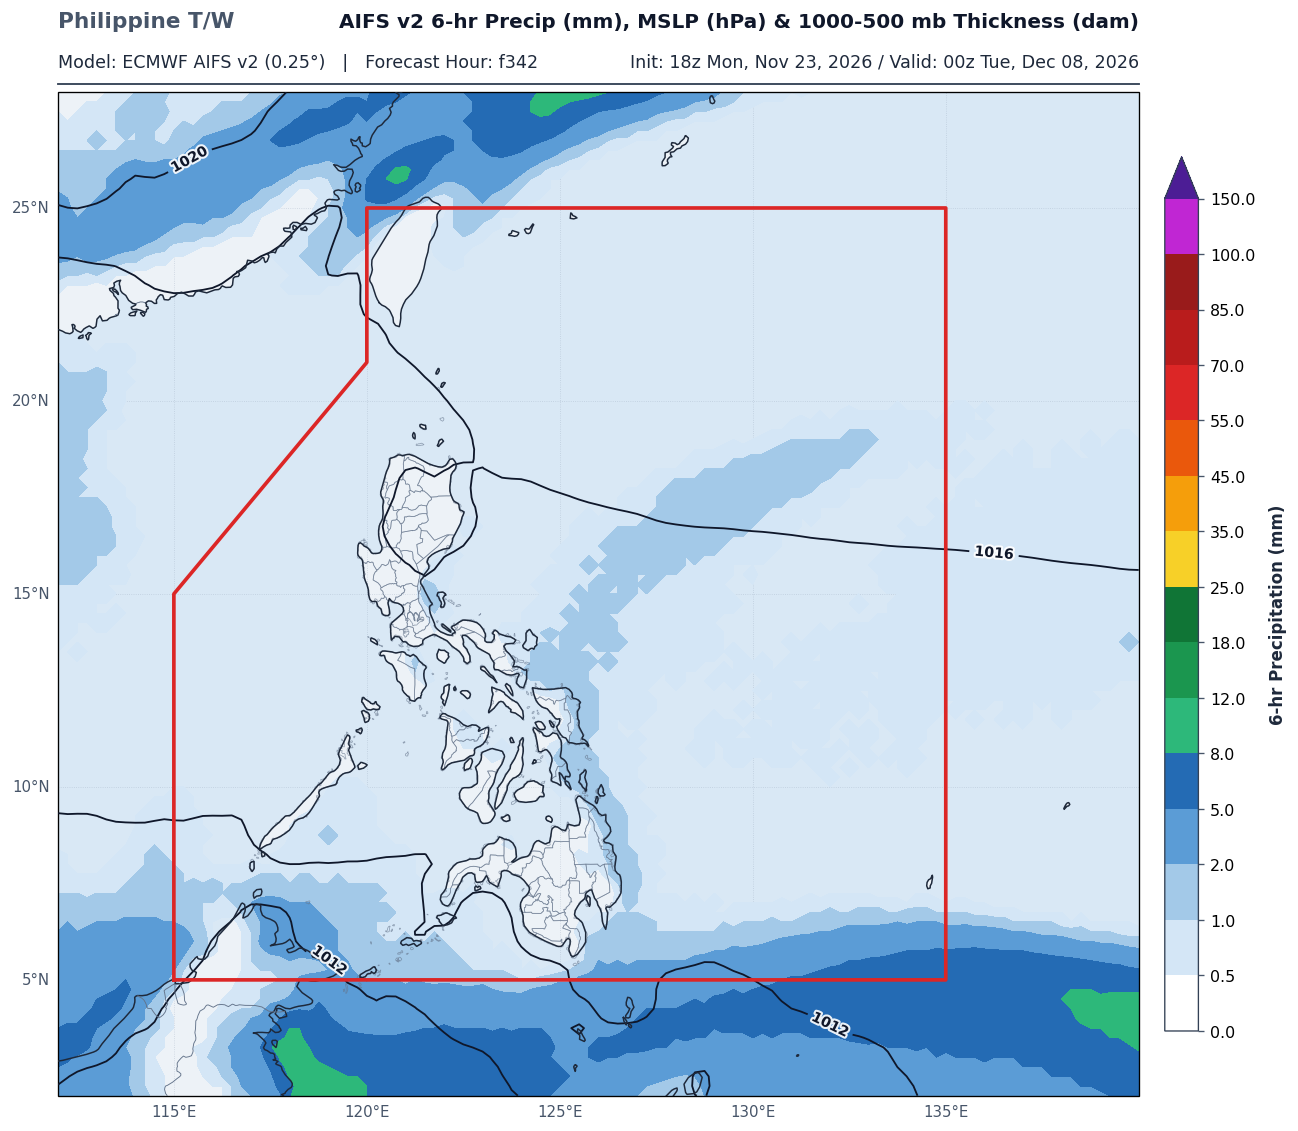 Philippine T/W
AIFS v2 6-hr Precip (mm), MSLP (hPa) & 1000-500 mb Thickness (dam)
Model: ECMWF AIFS v2 (0.25°) | Forecast Hour: f342
Init: 18z Mon, Nov 23, 2026 / Valid: 00z Tue, Dec 08, 2026
1020
1016
1012
1012
25°N
20°N
15°N
10°N
5°N
115°E
120°E
125°E
130°E
135°E
150.0
100.0
85.0
70.0
55.0
45.0
35.0
25.0
18.0
12.0
8.0
5.0
2.0
1.0
0.5
0.0
6-hr Precipitation (mm)